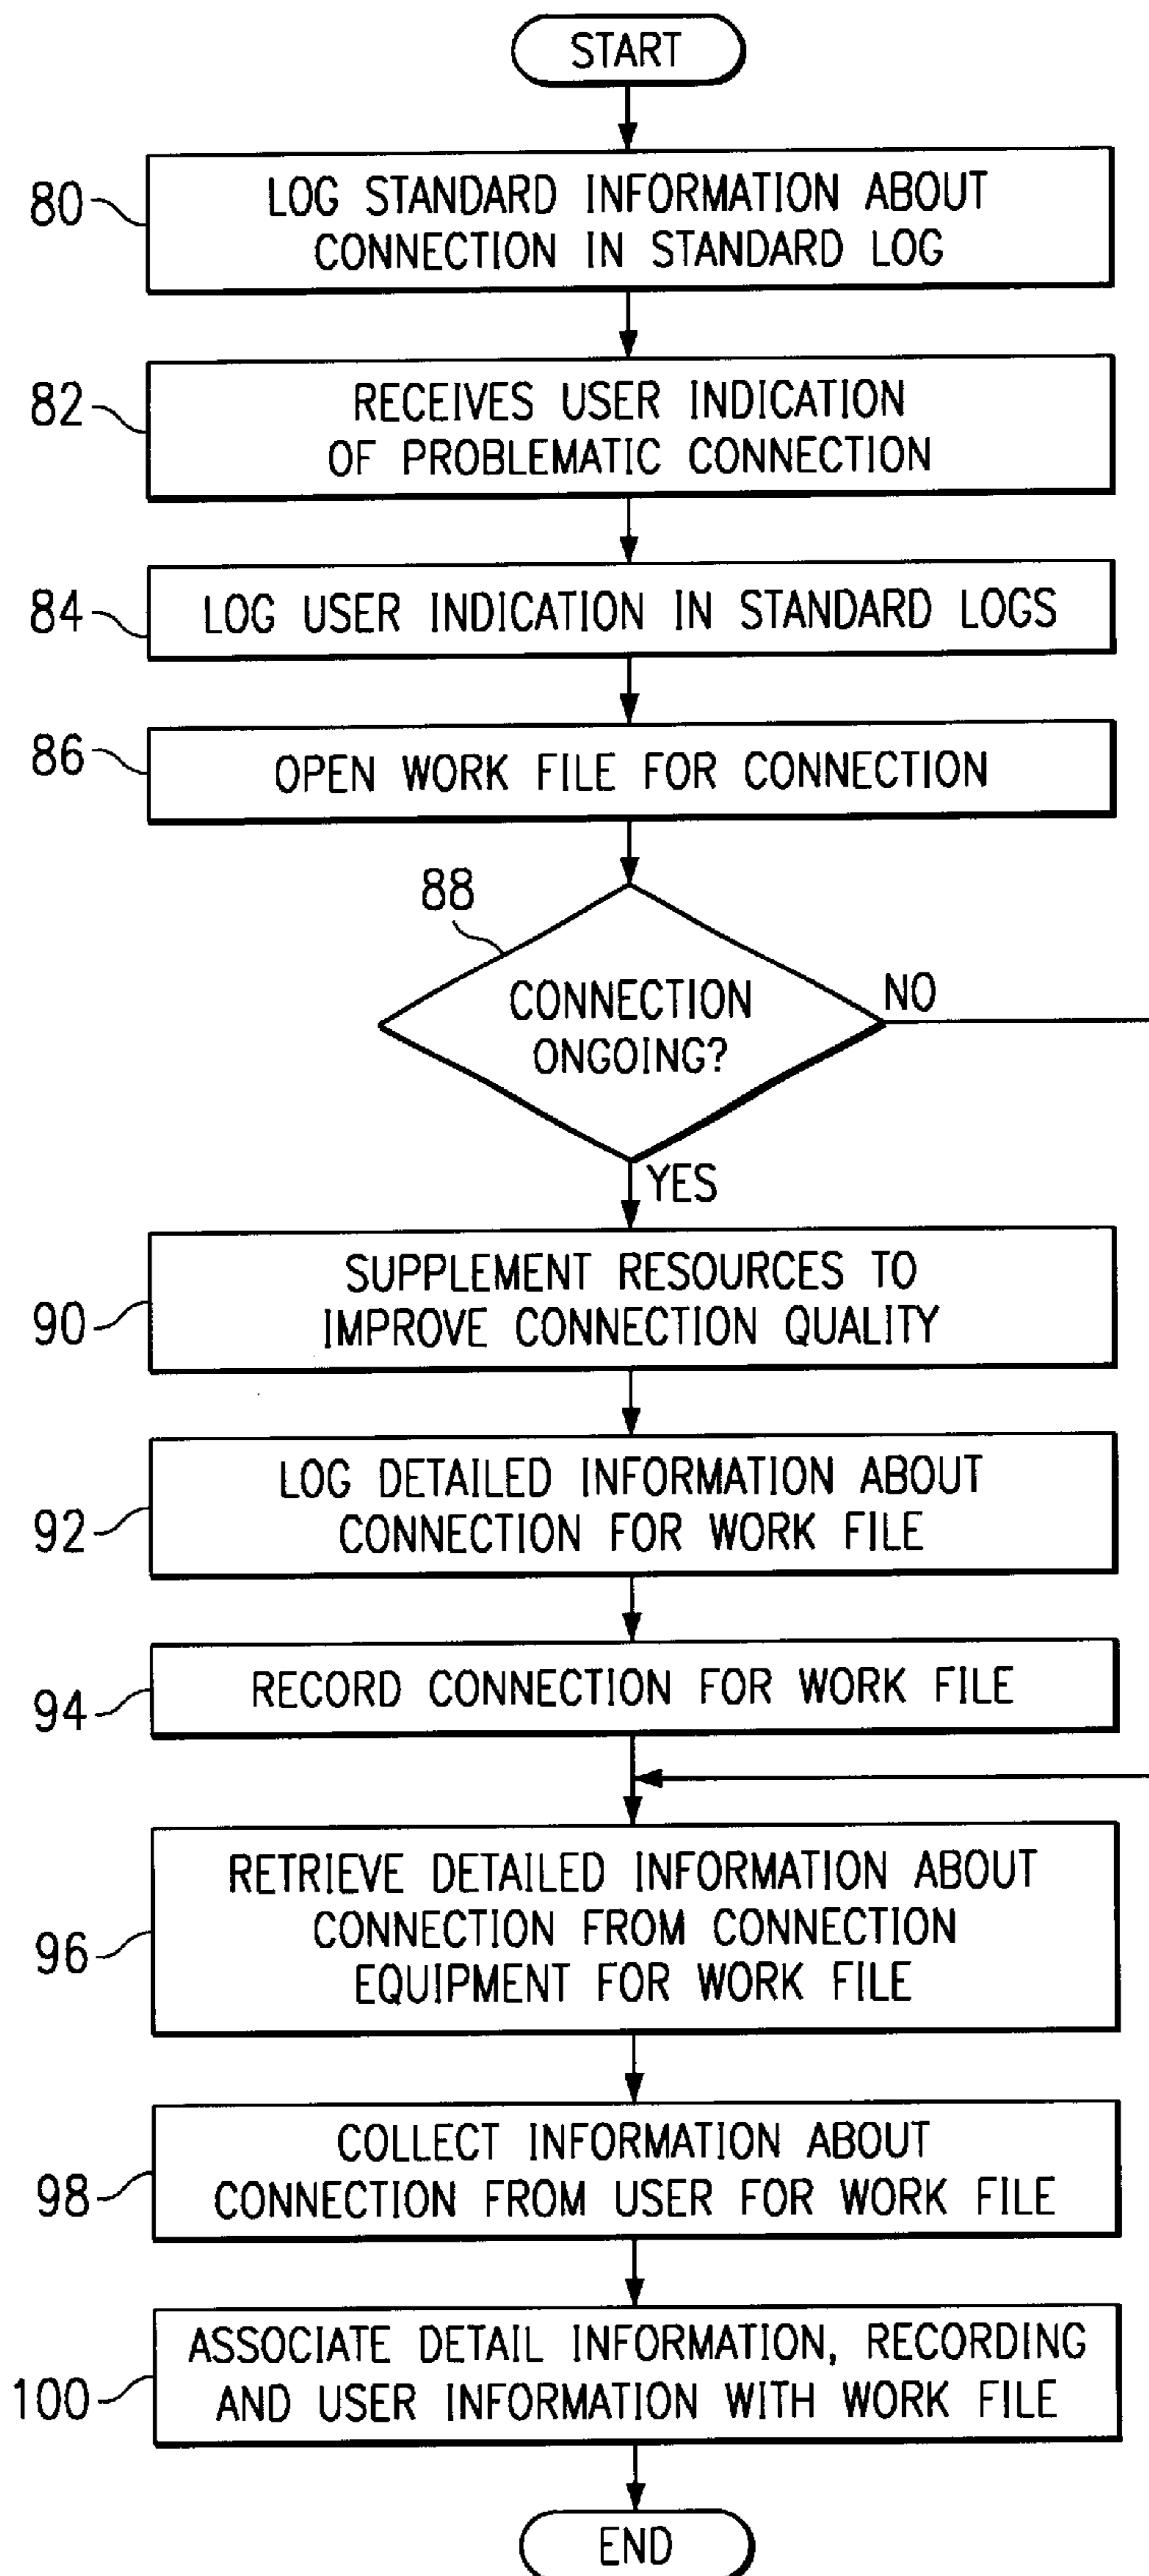 START
80
LOG STANDARD INFORMATION ABOUT
CONNECTION IN STANDARD LOG
82
RECEIVES USER INDICATION
OF PROBLEMATIC CONNECTION
84
LOG USER INDICATION IN STANDARD LOGS
86
OPEN WORK FILE FOR CONNECTION
88
CONNECTION
ONGOING?
NO
YES
90
SUPPLEMENT RESOURCES TO
IMPROVE CONNECTION QUALITY
92
LOG DETAILED INFORMATION ABOUT
CONNECTION FOR WORK FILE
94
RECORD CONNECTION FOR WORK FILE
96
RETRIEVE DETAILED INFORMATION ABOUT
CONNECTION FROM CONNECTION
EQUIPMENT FOR WORK FILE
98
COLLECT INFORMATION ABOUT
CONNECTION FROM USER FOR WORK FILE
100
ASSOCIATE DETAIL INFORMATION, RECORDING
AND USER INFORMATION WITH WORK FILE
END